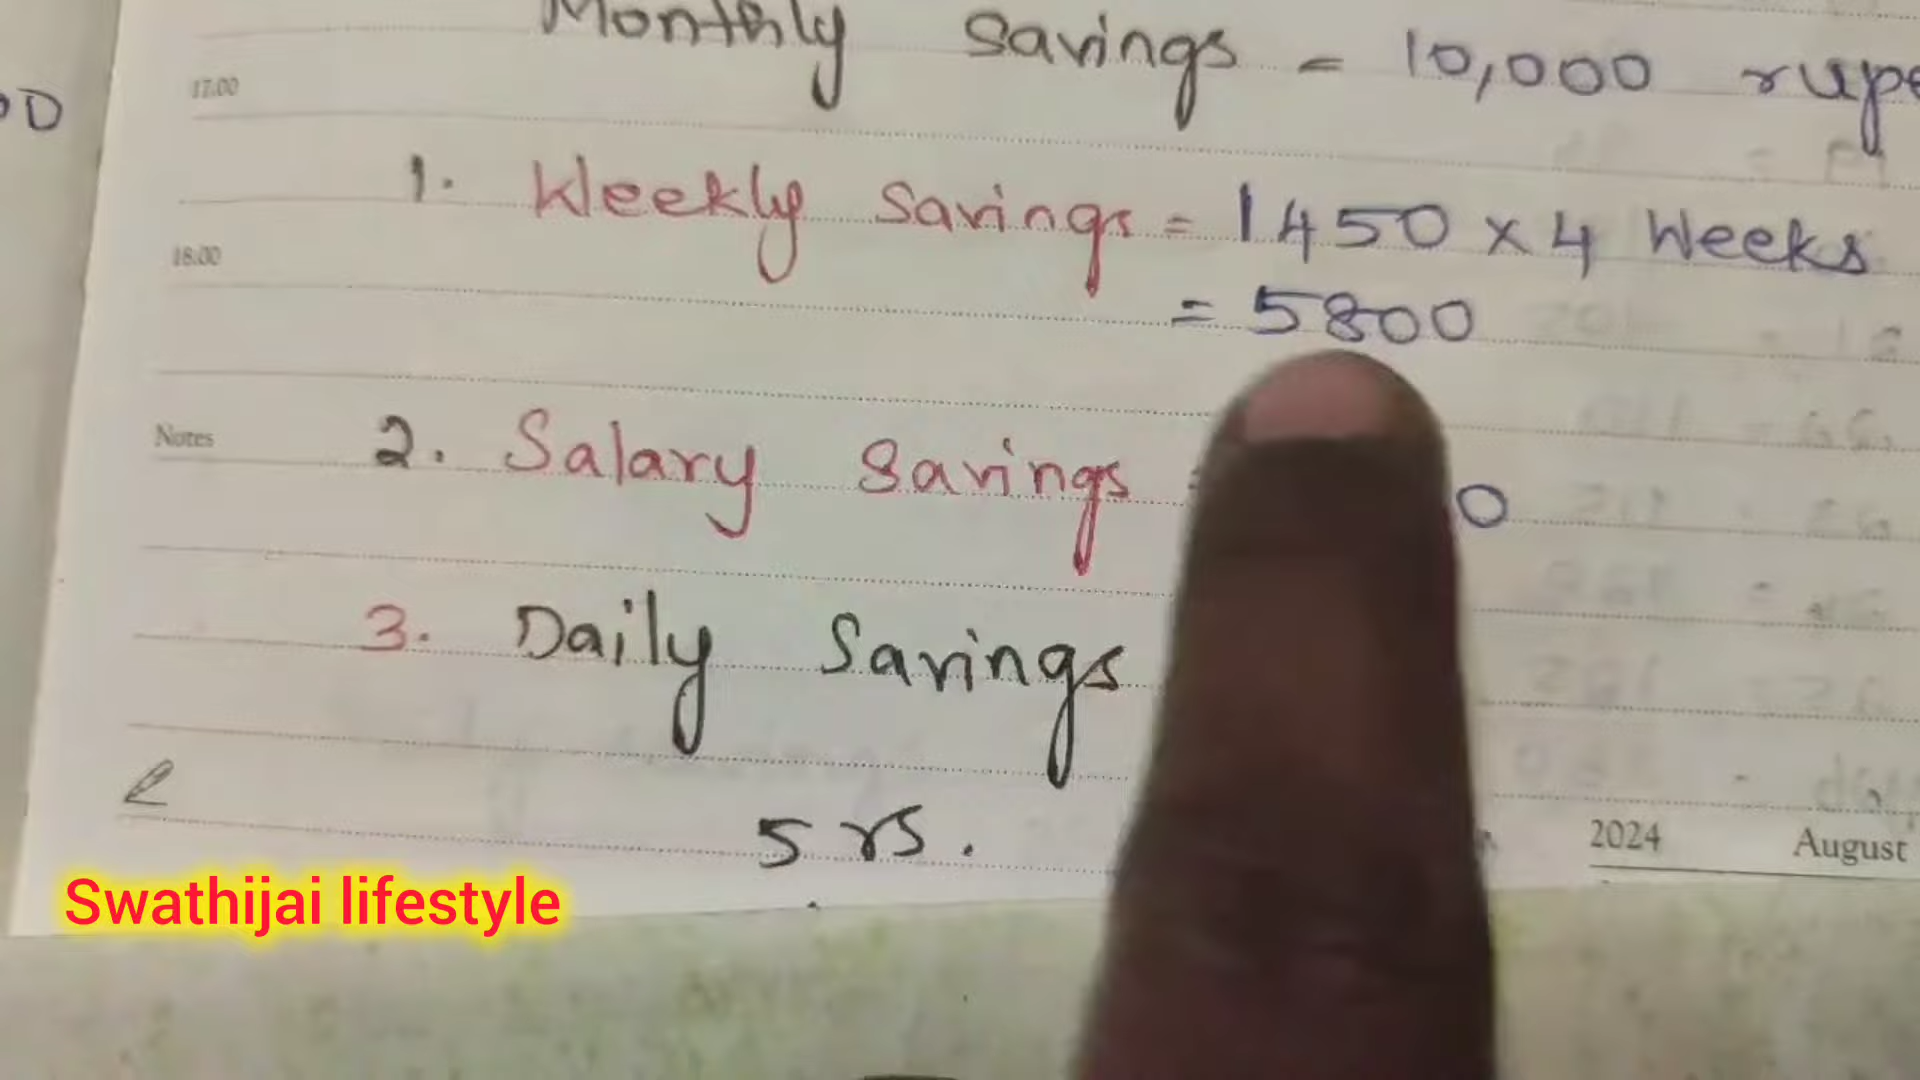 Monthly Savings = 10,000
17.00
1. Weekly Savings = 1450 x 4 Weeks
18.00
= 5800
Notes
2. Salary Savings
3. Daily Savings
5 rs.
2024 August
Swathijai lifestyle